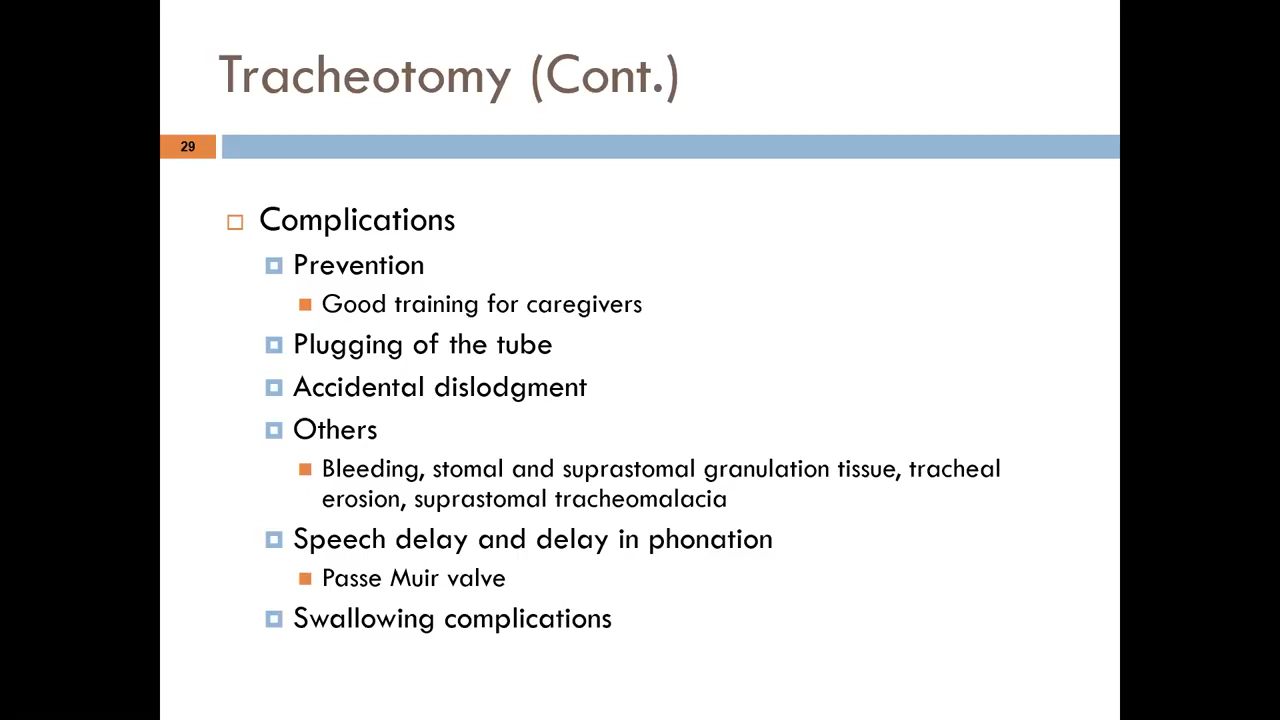 Tracheotomy (Cont.)
29
Complications
Prevention
Good training for caregivers
Plugging of the tube
Accidental dislodgment
Others
Bleeding, stomal and suprastomal granulation tissue, tracheal
erosion, suprastomal tracheomalacia
Speech delay and delay in phonation
Passe Muir valve
Swallowing complications